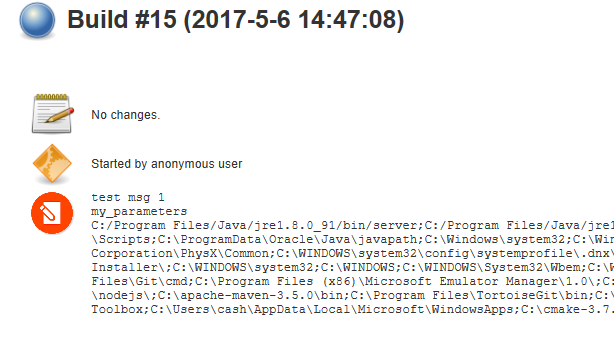 Build #15 (2017-5-6 14:47:08)
No changes.
Started by anonymous user
test msg 1
my_parameters
C:/Program Files/Java/jre1.8.0_91/bin/server;C:/Program Files/Java/jre1
\Scripts;C:\ProgramData\Oracle\Java\javapath;C:\Windows\system32;C:\Win
Corporation\PhysX\Common;C:\WINDOWS\system32\config\systemprofile\.dnx\
Installer\;C:\WINDOWS\system32;C:\WINDOWS;C:\WINDOWS\System32\Wbem;C:\W
Files\Git\cmd;C:\Program Files (x86)\Microsoft Emulator Manager\1.0\;C:
\nodejs\;C:\apache-maven-3.5.0\bin;C:\Program Files\TortoiseGit\bin;C:\
Toolbox;C:\Users\cash\AppData\Local\Microsoft\WindowsApps;C:\cmake-3.7.